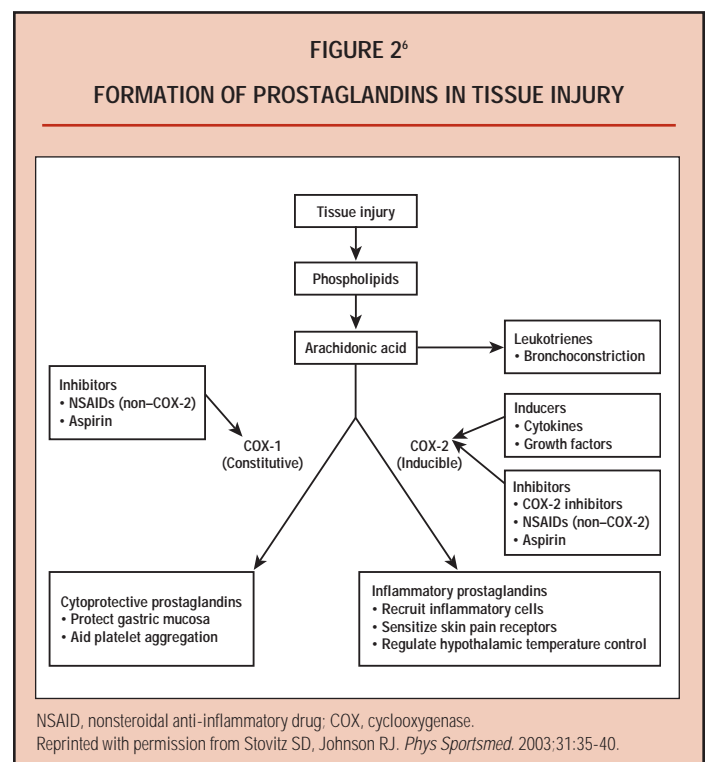 FIGURE 2⁶
FORMATION OF PROSTAGLANDINS IN TISSUE INJURY
Tissue injury
Phospholipids
Arachidonic acid
Leukotrienes
• Bronchoconstriction
Inhibitors
• NSAIDs (non–COX-2)
• Aspirin
COX-1
(Constitutive)
COX-2
(Inducible)
Inducers
• Cytokines
• Growth factors
Inhibitors
• COX-2 inhibitors
• NSAIDs (non–COX-2)
• Aspirin
Cytoprotective prostaglandins
• Protect gastric mucosa
• Aid platelet aggregation
Inflammatory prostaglandins
• Recruit inflammatory cells
• Sensitize skin pain receptors
• Regulate hypothalamic temperature control
NSAID, nonsteroidal anti-inflammatory drug; COX, cyclooxygenase.
Reprinted with permission from Stovitz SD, Johnson RJ. Phys Sportsmed. 2003;31:35-40.